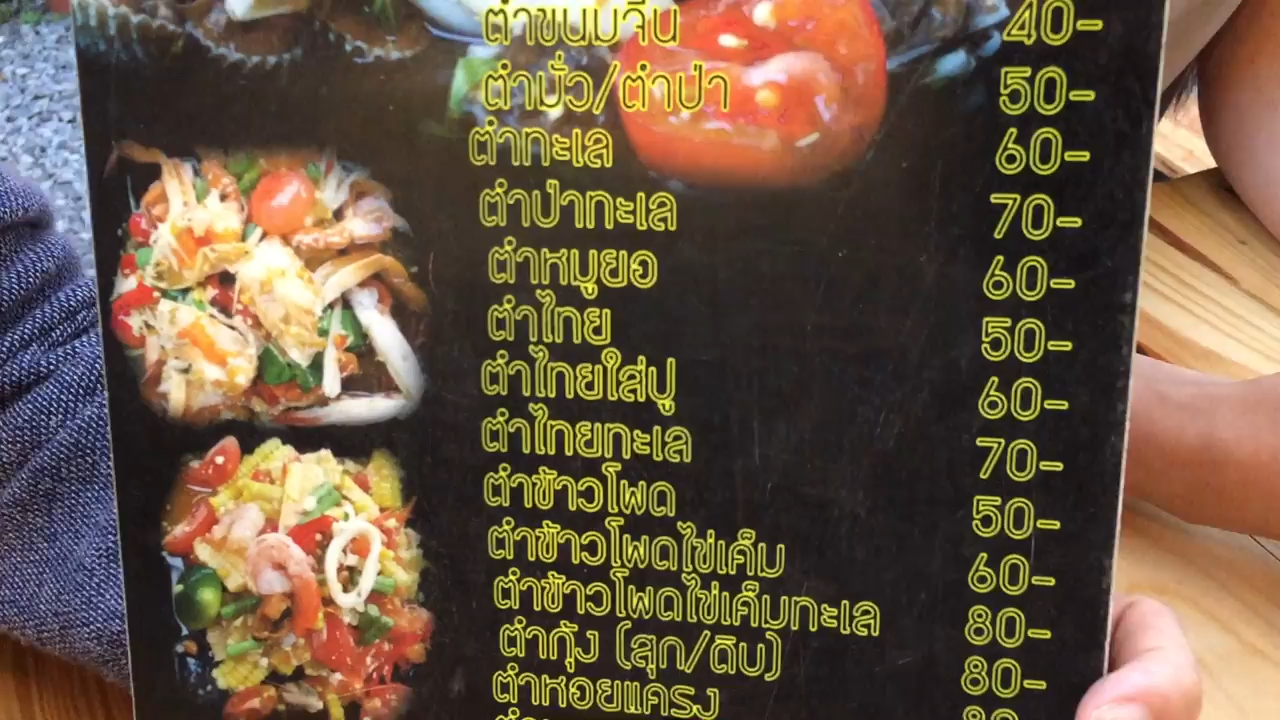 ตำขนมจีน 40-
ตำมั่ว/ตำป่า 50-
ตำทะเล 60-
ตำป่าทะเล 70-
ตำหมูยอ 60-
ตำไทย 50-
ตำไทยใส่ปู 60-
ตำไทยทะเล 70-
ตำข้าวโพด 50-
ตำข้าวโพดไข่เค็ม 60-
ตำข้าวโพดไข่เค็มทะเล 80-
ตำกุ้ง (สุก/ดิบ) 80-
ตำหอยแครง 80-